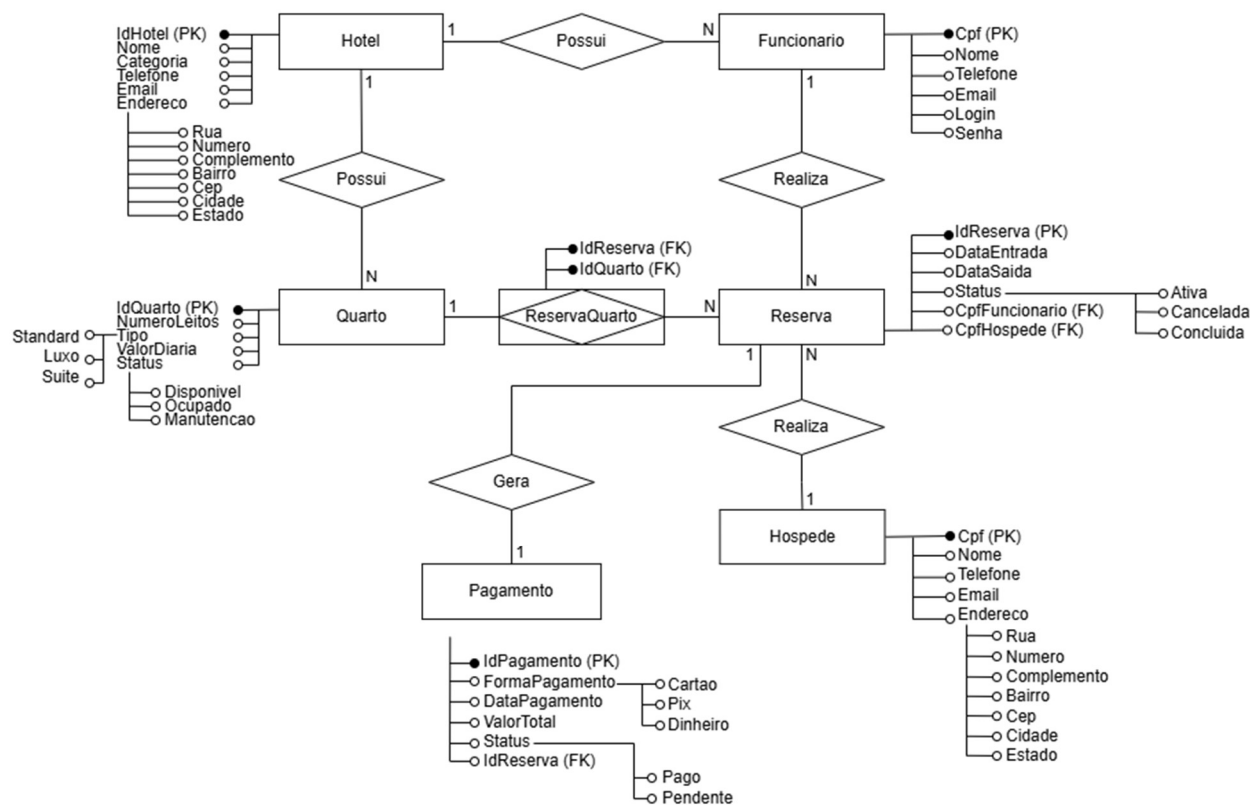 IdHotel (PK)
Nome
Categoria
Telefone
Email
Endereco
Rua
Numero
Complemento
Bairro
Cep
Cidade
Estado
Hotel
1
Possui
N
Funcionario
Cpf (PK)
Nome
Telefone
Email
Login
Senha
1
Possui
N
1
Realiza
N
IdReserva (FK)
IdQuarto (FK)
IdQuarto (PK)
NumeroLeitos
Tipo
ValorDiaria
Status
Standard
Luxo
Suite
Disponivel
Ocupado
Manutencao
Quarto
1
ReservaQuarto
N
Reserva
IdReserva (PK)
DataEntrada
DataSaida
Status
CpfFuncionario (FK)
CpfHospede (FK)
Ativa
Cancelada
Concluida
1
N
Gera
1
Realiza
1
Pagamento
IdPagamento (PK)
FormaPagamento
DataPagamento
ValorTotal
Status
IdReserva (FK)
Cartao
Pix
Dinheiro
Pago
Pendente
Hospede
Cpf (PK)
Nome
Telefone
Email
Endereco
Rua
Numero
Complemento
Bairro
Cep
Cidade
Estado